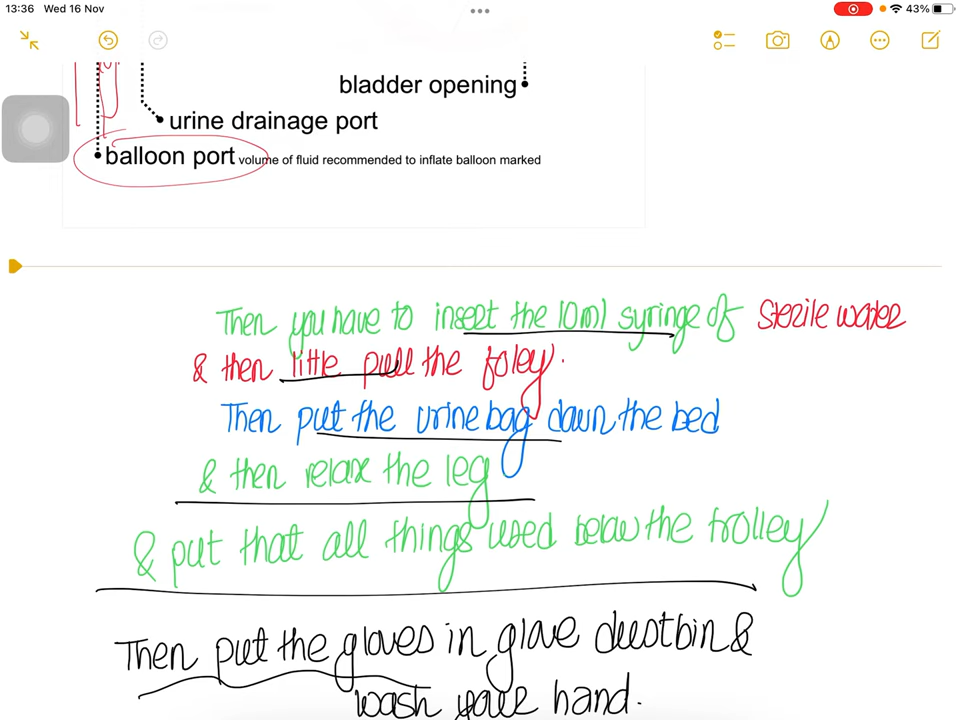 13:36 Wed 16 Nov
43%
bladder opening
urine drainage port
balloon port volume of fluid recommended to inflate balloon marked
Then you have to insert the 10ml syringe of Sterile water
& then little pull the foley.
Then put the urine bag down the bed
& then relax the leg
& put that all things used below the trolley
Then put the gloves in glove dustbin &
wash your hand.